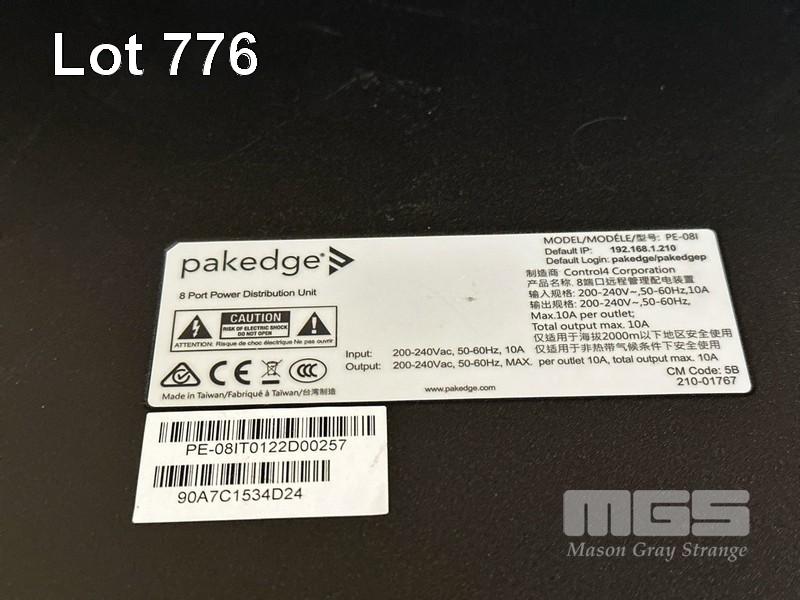 Lot 776
pakedge
8 Port Power Distribution Unit
CAUTION
RISK OF ELECTRIC SHOCK
DO NOT OPEN
ATTENTION: Risque de choc électrique Ne pas ouvrir
Made in Taiwan/Fabriqué à Taiwan/台灣制造
MODEL/MODÈLE/型号: PE-08I
Default IP: 192.168.1.210
Default Login: pakedge/pakedgep
制造商: Control4 Corporation
产品名称. 8端口远程管理配电装置
输入规格: 200-240V~,50-60Hz,10A
输出规格: 200-240V~,50-60Hz,
Max.10A per outlet;
Total output max. 10A
仅适用于海拔2000m以下地区安全使用
仅适用于非热带气候条件下安全使用
Input: 200-240Vac, 50-60Hz, 10A
Output: 200-240Vac, 50-60Hz, MAX. per outlet 10A, total output max. 10A
CM Code: 5B
210-01767
www.pakedge.com
PE-08IT0122D00257
90A7C1534D24
MGS
Mason Gray Strange